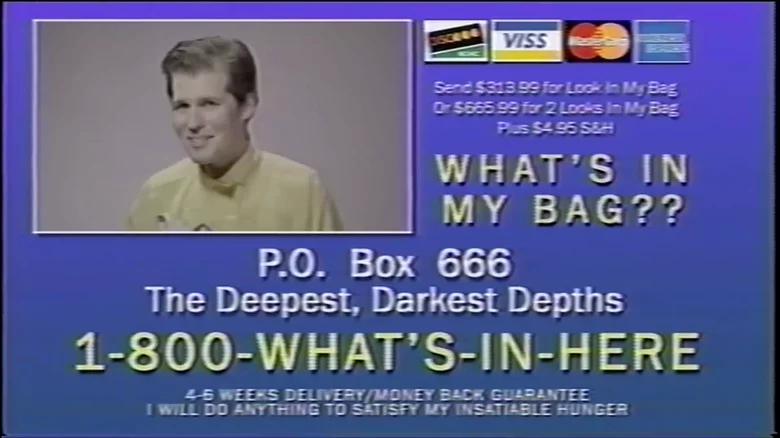 DISCOVER
VISS
MasterCard
Send $313.99 for Look In My Bag
Or $665.99 for 2 Looks In My Bag
Plus $4.95 S&H
WHAT'S IN
MY BAG??
P.O. Box 666
The Deepest, Darkest Depths
1-800-WHAT'S-IN-HERE
4-6 WEEKS DELIVERY/MONEY BACK GUARANTEE
I WILL DO ANYTHING TO SATISFY MY INSATIABLE HUNGER